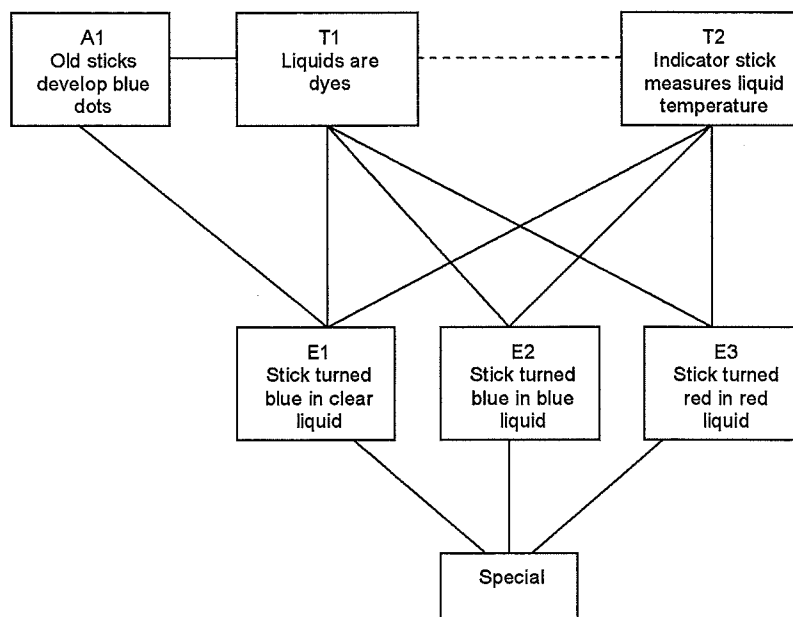 A1
Old sticks
develop blue
dots
T1
Liquids are
dyes
T2
Indicator stick
measures liquid
temperature
E1
Stick turned
blue in clear
liquid
E2
Stick turned
blue in blue
liquid
E3
Stick turned
red in red
liquid
Special